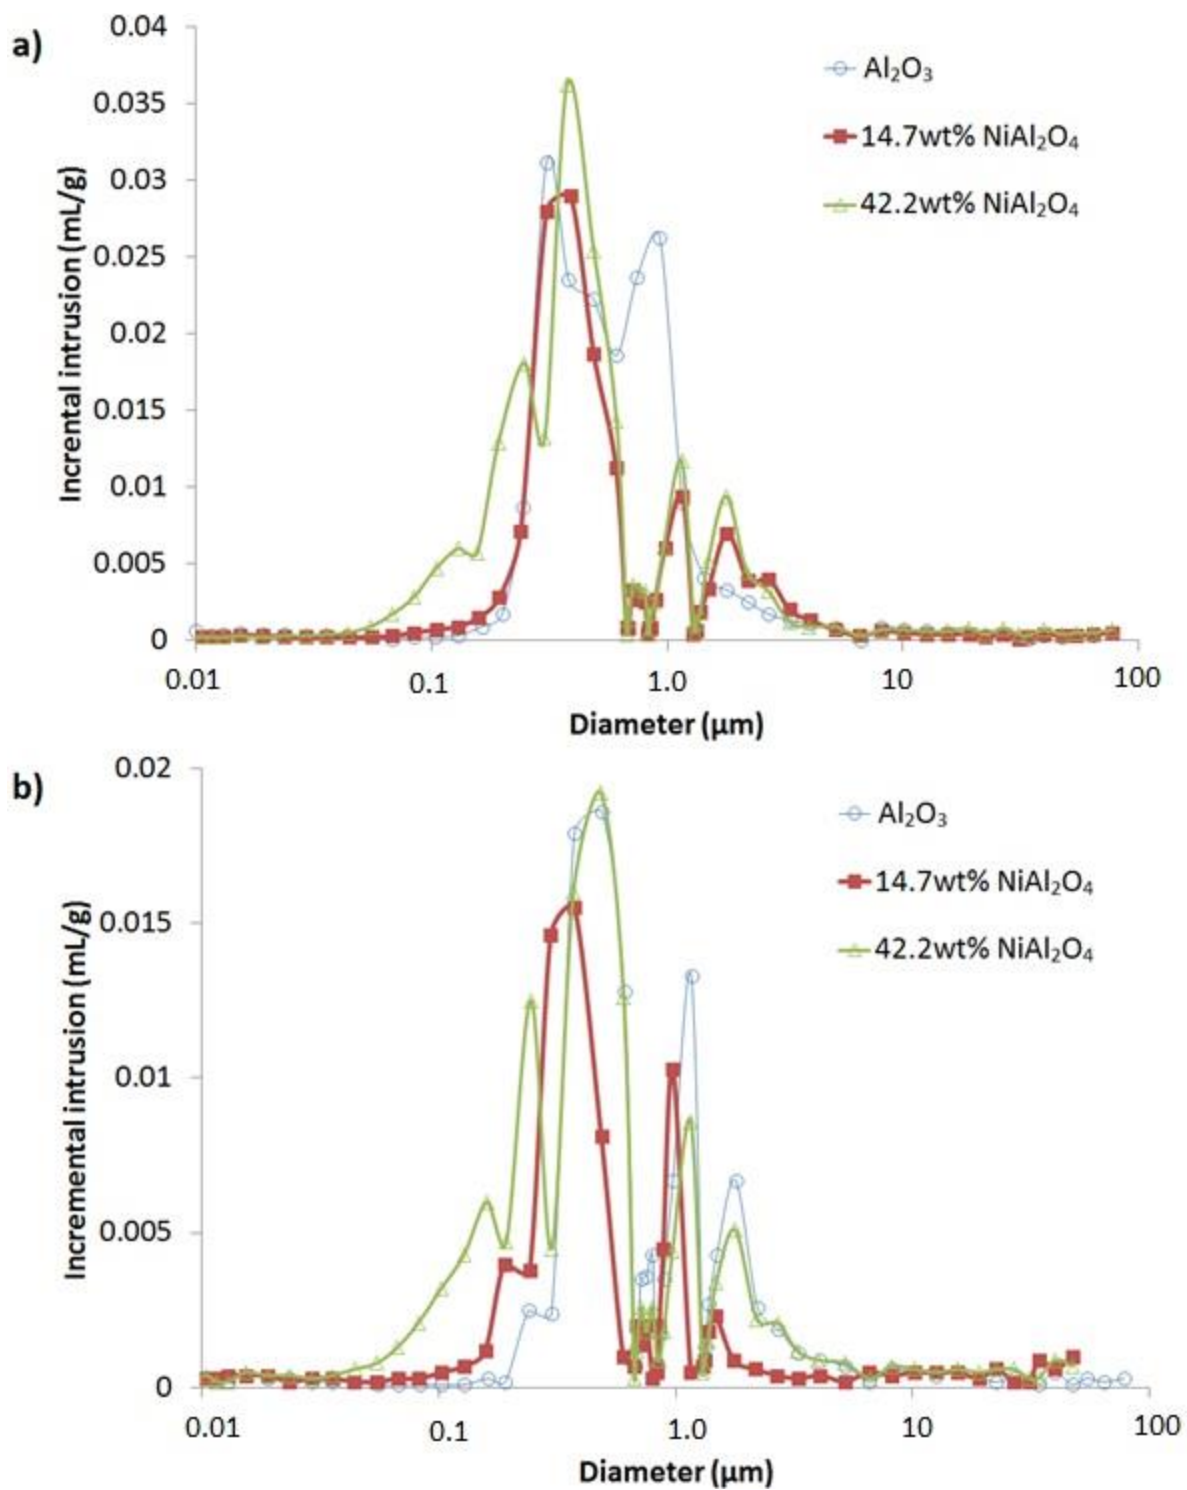 a)
0.04
0.035
0.03
0.025
0.02
0.015
0.01
0.005
0
Incrental intrusion (mL/g)
Al₂O₃
14.7wt% NiAl₂O₄
42.2wt% NiAl₂O₄
0.01 0.1 1.0 10 100
Diameter (µm)
b)
0.02
0.015
0.01
0.005
0
Incremental intrusion (mL/g)
Al₂O₃
14.7wt% NiAl₂O₄
42.2wt% NiAl₂O₄
0.01 0.1 1.0 10 100
Diameter (µm)